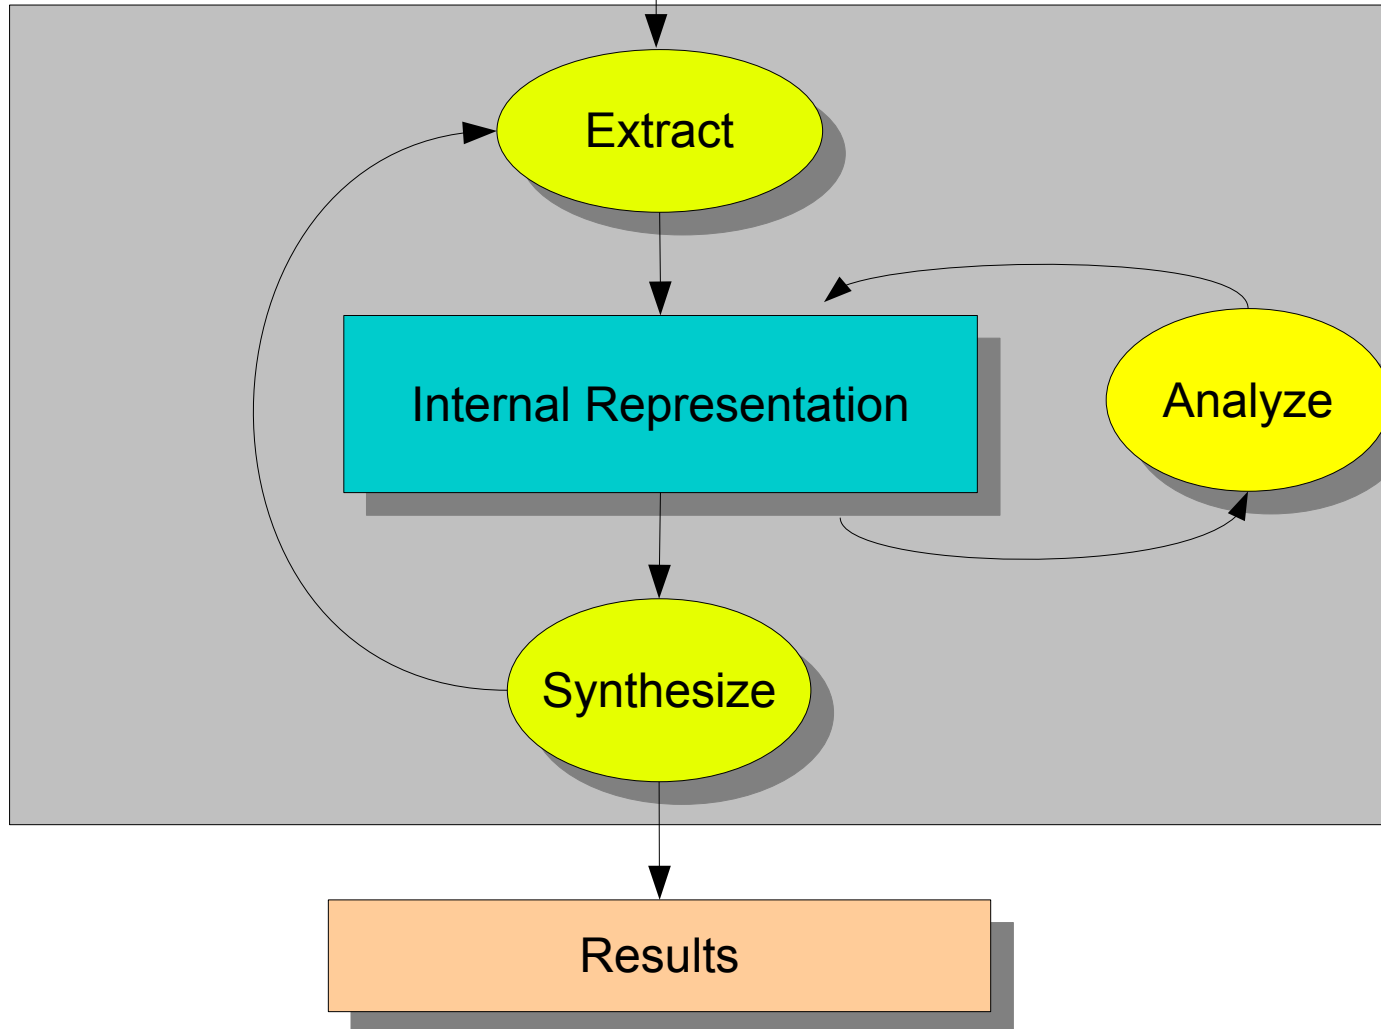 Extract
Internal Representation
Analyze
Synthesize
Results